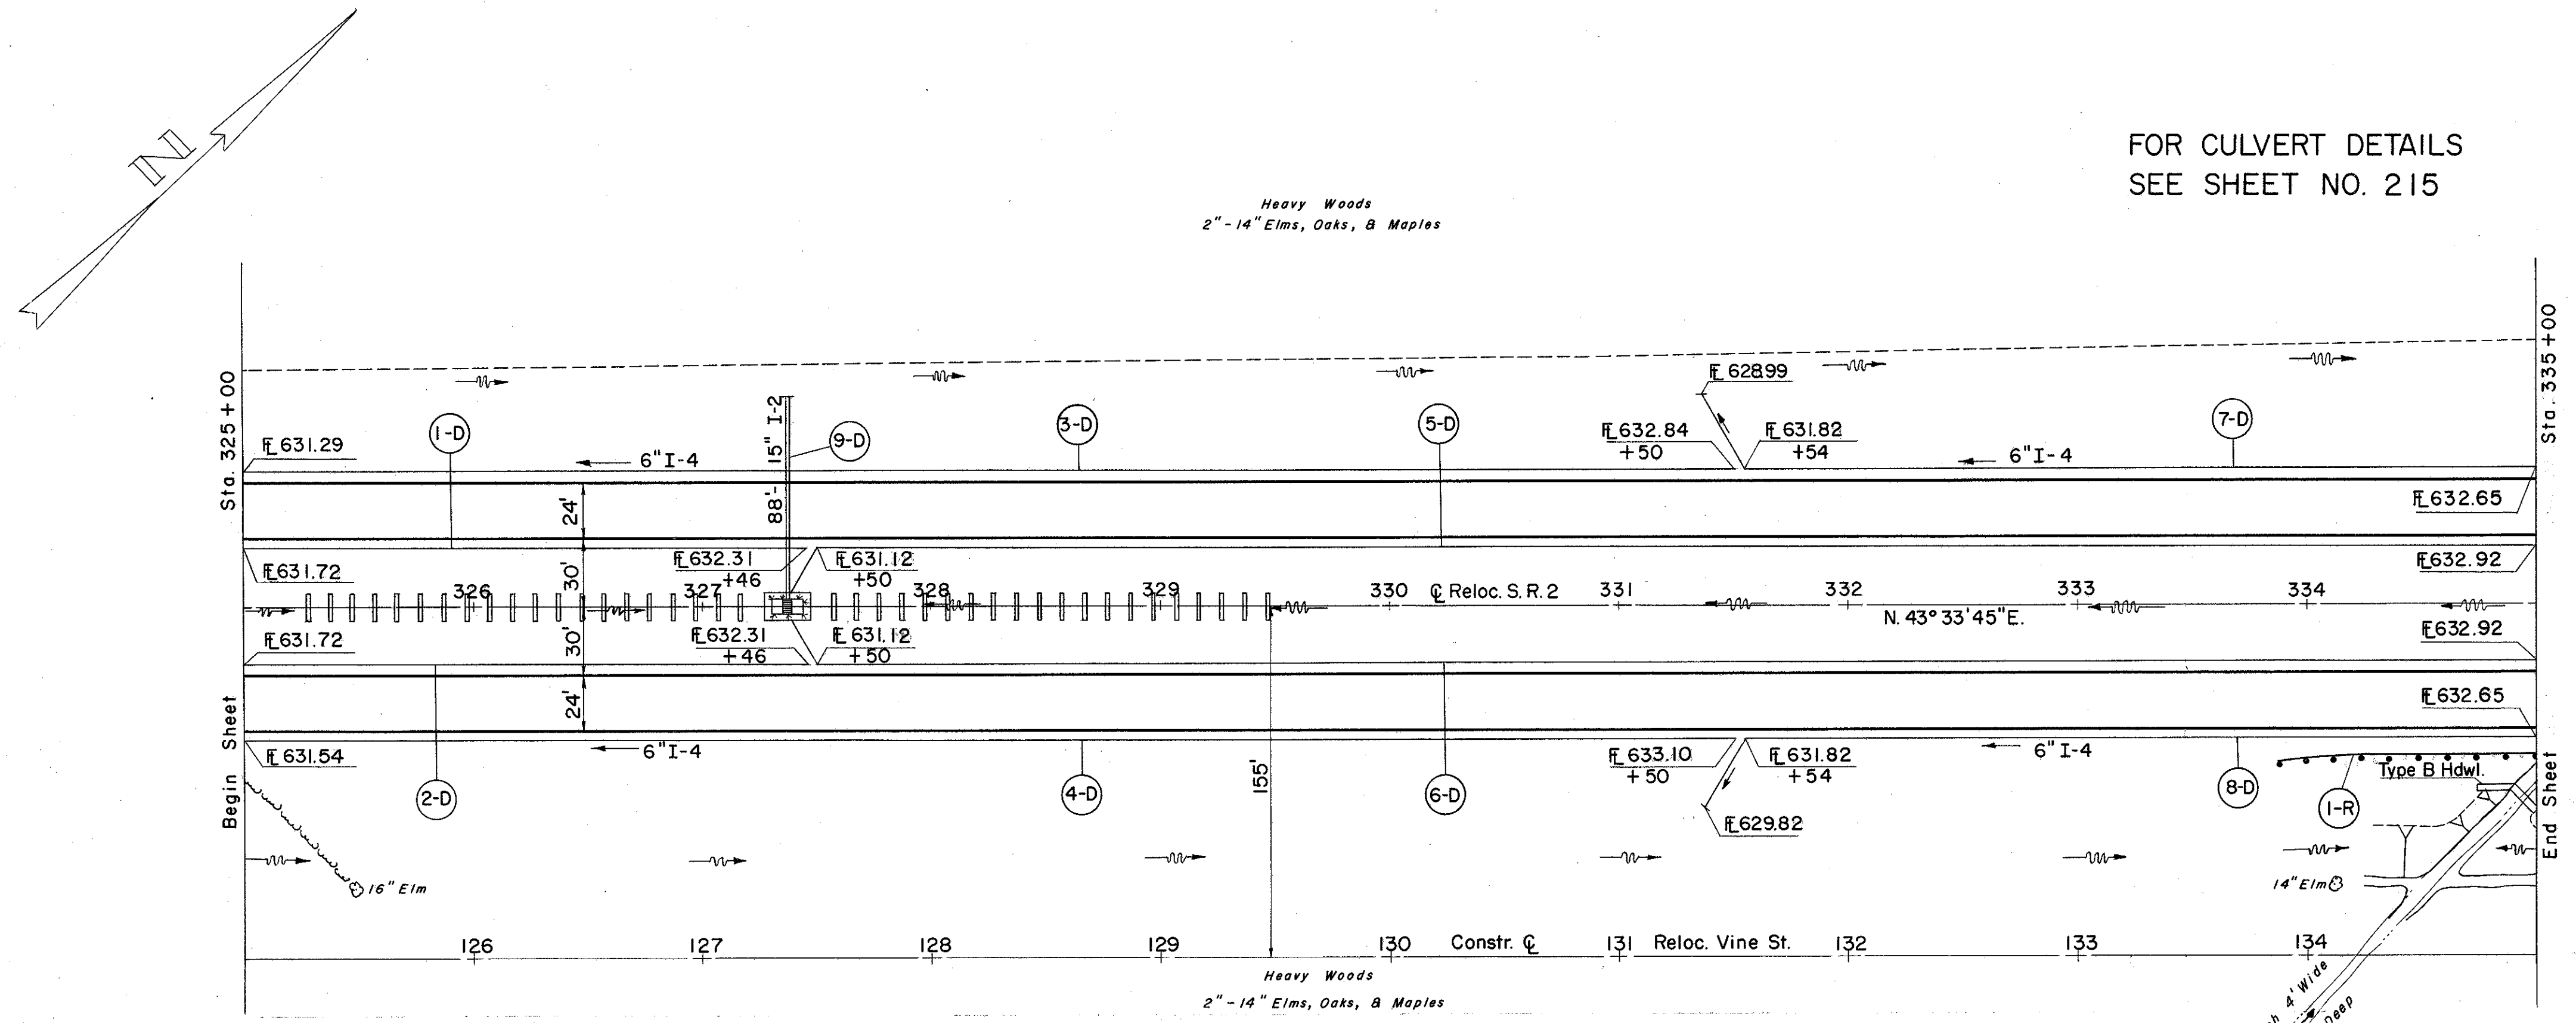 N
FOR CULVERT DETAILS
SEE SHEET NO. 215
Heavy Woods
2"-14" Elms, Oaks, & Maples
Sta. 325+00
Sta. 335+00
FL 628.99
1-D
15" I-2
88'-
9-D
3-D
5-D
7-D
FL 631.29
6" I-4
FL 632.84
+50
FL 631.82
+54
6" I-4
24'
FL 632.65
FL 631.72
30'
FL 632.31
+46
FL 631.12
+50
FL 632.92
326
327
328
329
330
℄ Reloc. S.R. 2
331
332
333
334
N. 43° 33' 45" E.
FL 631.72
30'
FL 632.31
+46
FL 631.12
+50
FL 632.92
24'
FL 632.65
Begin Sheet
FL 631.54
6" I-4
155'
FL 633.10
+50
FL 631.82
+54
6" I-4
Type B Hdwl.
End Sheet
2-D
4-D
6-D
8-D
1-R
FL 629.82
16" Elm
14" Elm
126
127
128
129
130
Constr. ℄
131
Reloc. Vine St.
132
133
134
Heavy Woods
2"-14" Elms, Oaks, & Maples
4' Wide
Deep